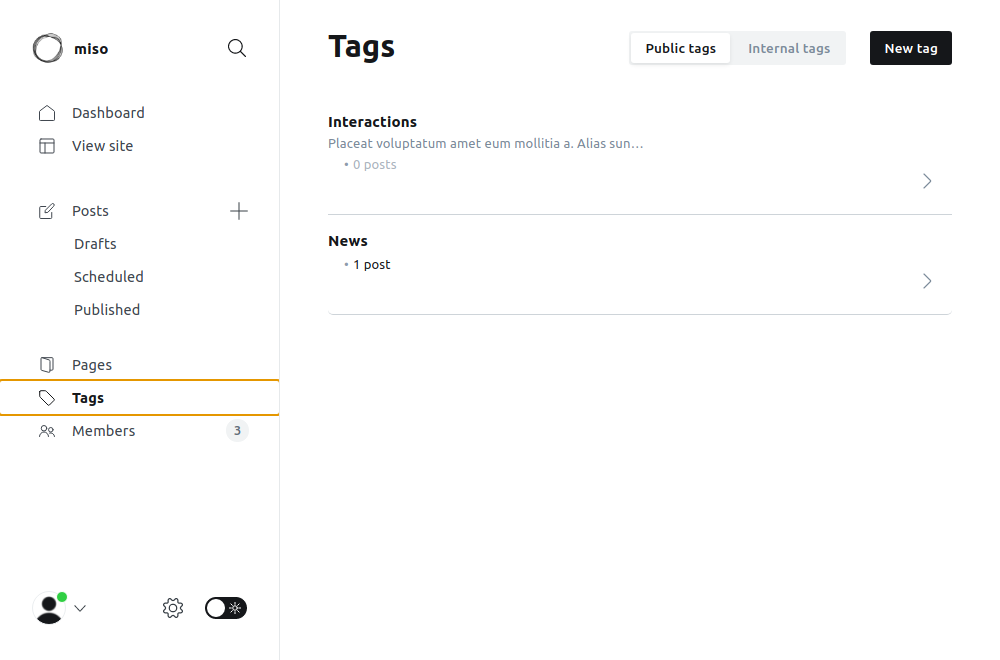 miso
Dashboard
View site
Posts
Drafts
Scheduled
Published
Pages
Tags
Members 3
Tags
Public tags Internal tags New tag
Interactions
Placeat voluptatum amet eum mollitia a. Alias sun…
• 0 posts
News
• 1 post